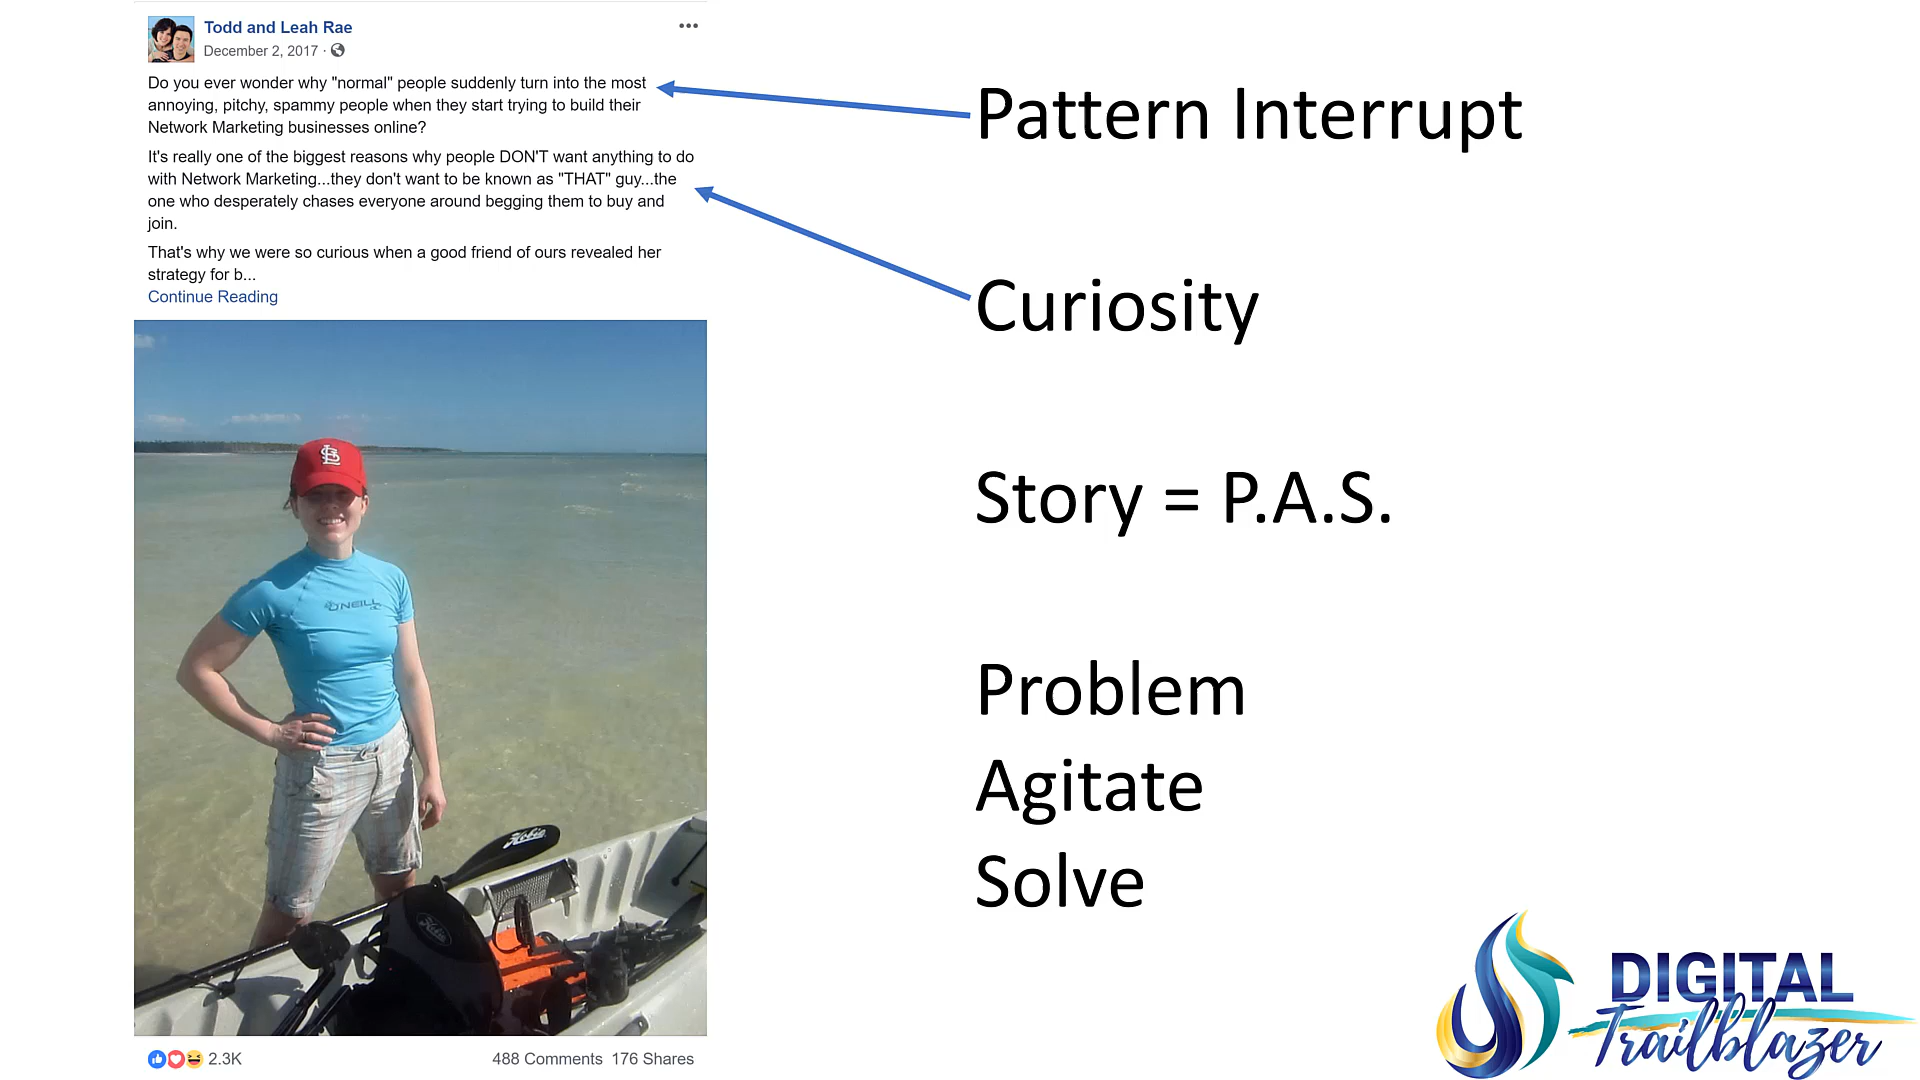 Todd and Leah Rae
December 2, 2017 ·
Do you ever wonder why "normal" people suddenly turn into the most
annoying, pitchy, spammy people when they start trying to build their
Network Marketing businesses online?
It's really one of the biggest reasons why people DON'T want anything to do
with Network Marketing...they don't want to be known as "THAT" guy...the
one who desperately chases everyone around begging them to buy and
join.
That's why we were so curious when a good friend of ours revealed her
strategy for b...
Continue Reading
STL
O'NEILL
Hobie
Hobie
2.3K
488 Comments 176 Shares
Pattern Interrupt
Curiosity
Story = P.A.S.
Problem
Agitate
Solve
DIGITAL
Trailblazer